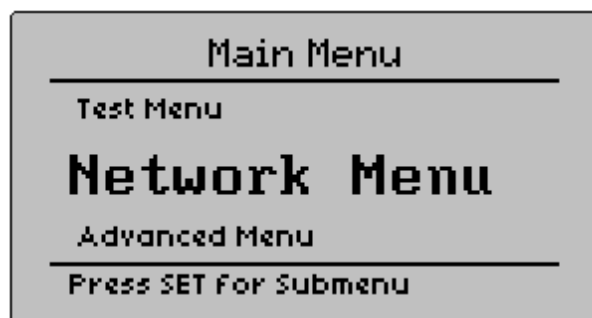 Main Menu
Test Menu
Network Menu
Advanced Menu
Press SET for Submenu